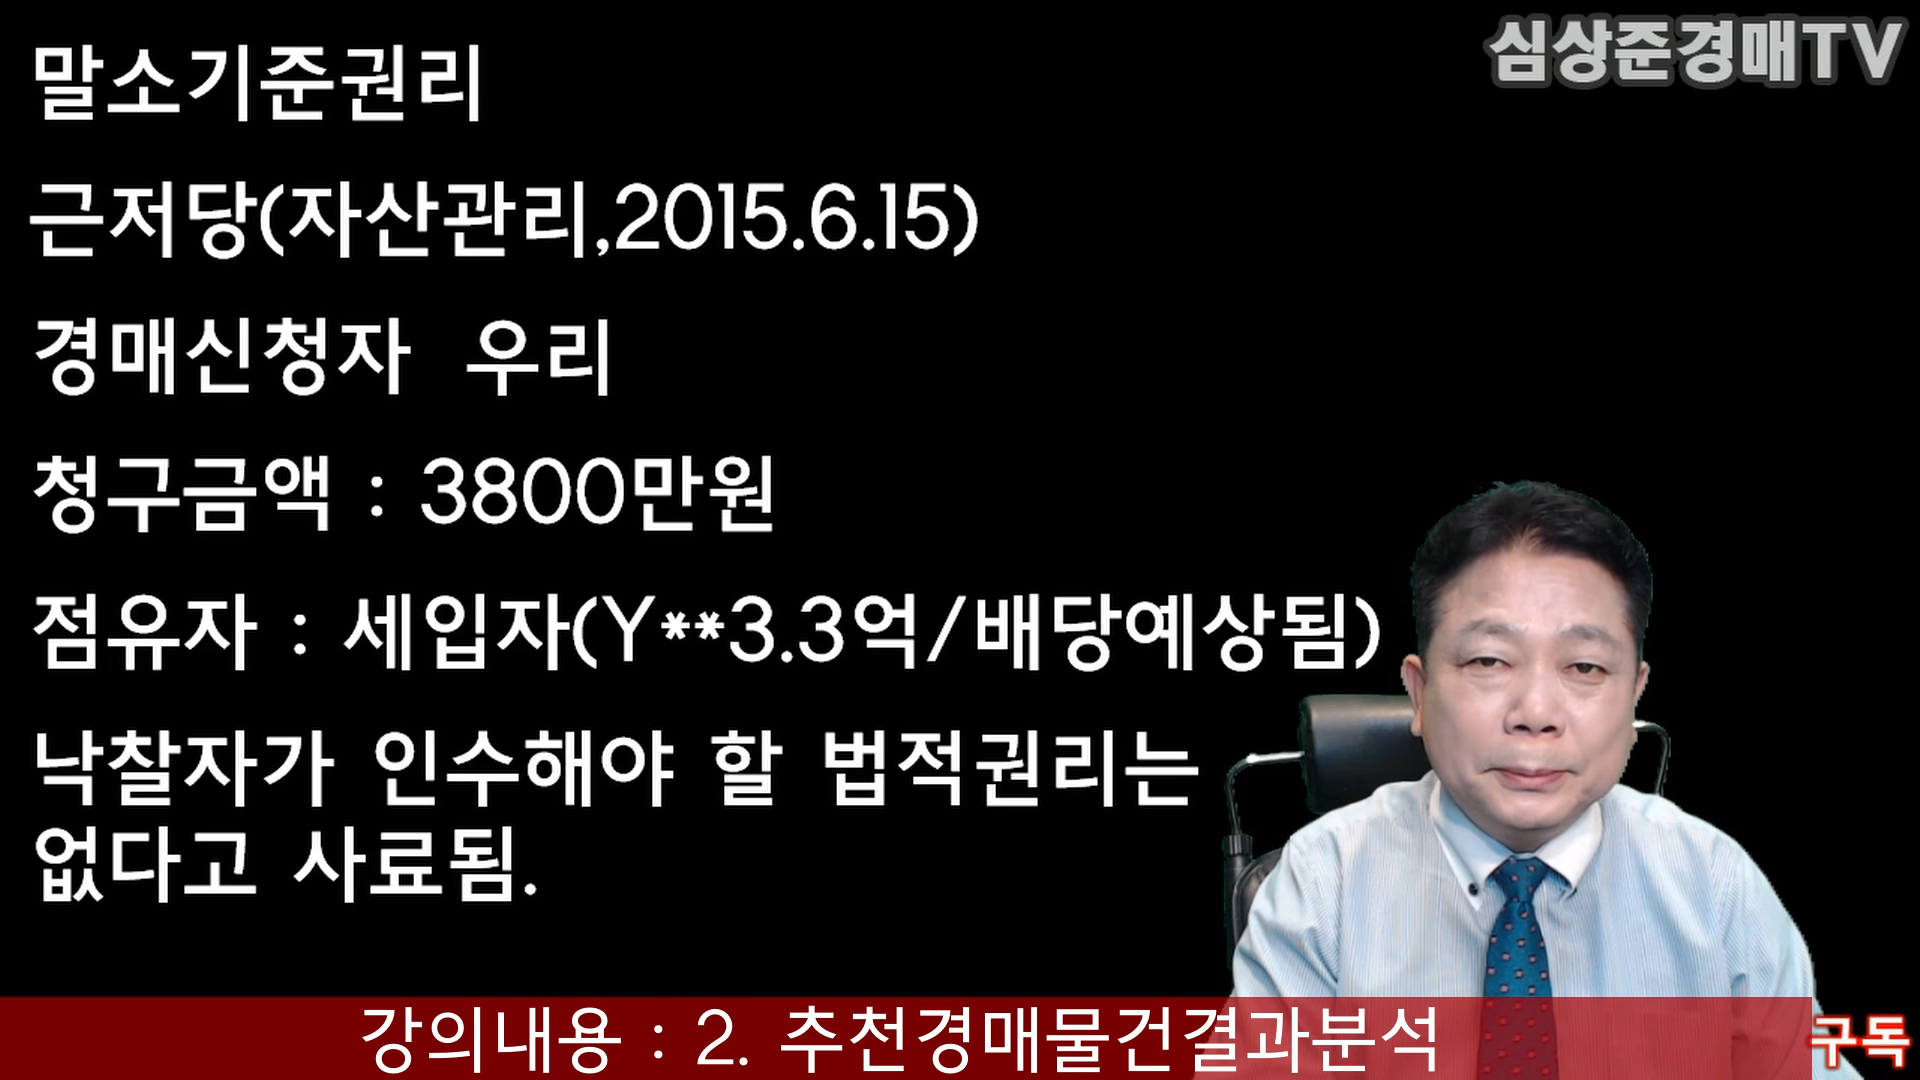 심상준경매TV
말소기준권리
근저당(자산관리,2015.6.15)
경매신청자 우리
청구금액 : 3800만원
점유자 : 세입자(Y**3.3억/배당예상됨)
낙찰자가 인수해야 할 법적권리는
없다고 사료됨.
강의내용 : 2. 추천경매물건결과분석
구독